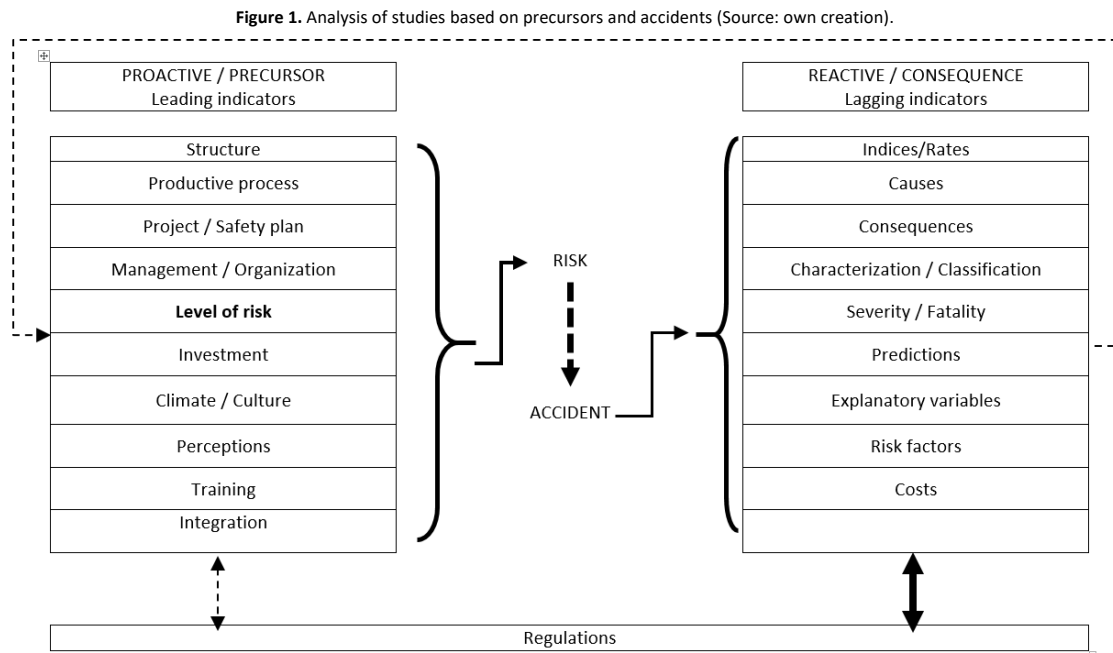 Figure 1. Analysis of studies based on precursors and accidents (Source: own creation).
PROACTIVE / PRECURSOR
Leading indicators
Structure
Productive process
Project / Safety plan
Management / Organization
Level of risk
Investment
Climate / Culture
Perceptions
Training
Integration
RISK
ACCIDENT
REACTIVE / CONSEQUENCE
Lagging indicators
Indices/Rates
Causes
Consequences
Characterization / Classification
Severity / Fatality
Predictions
Explanatory variables
Risk factors
Costs
Regulations